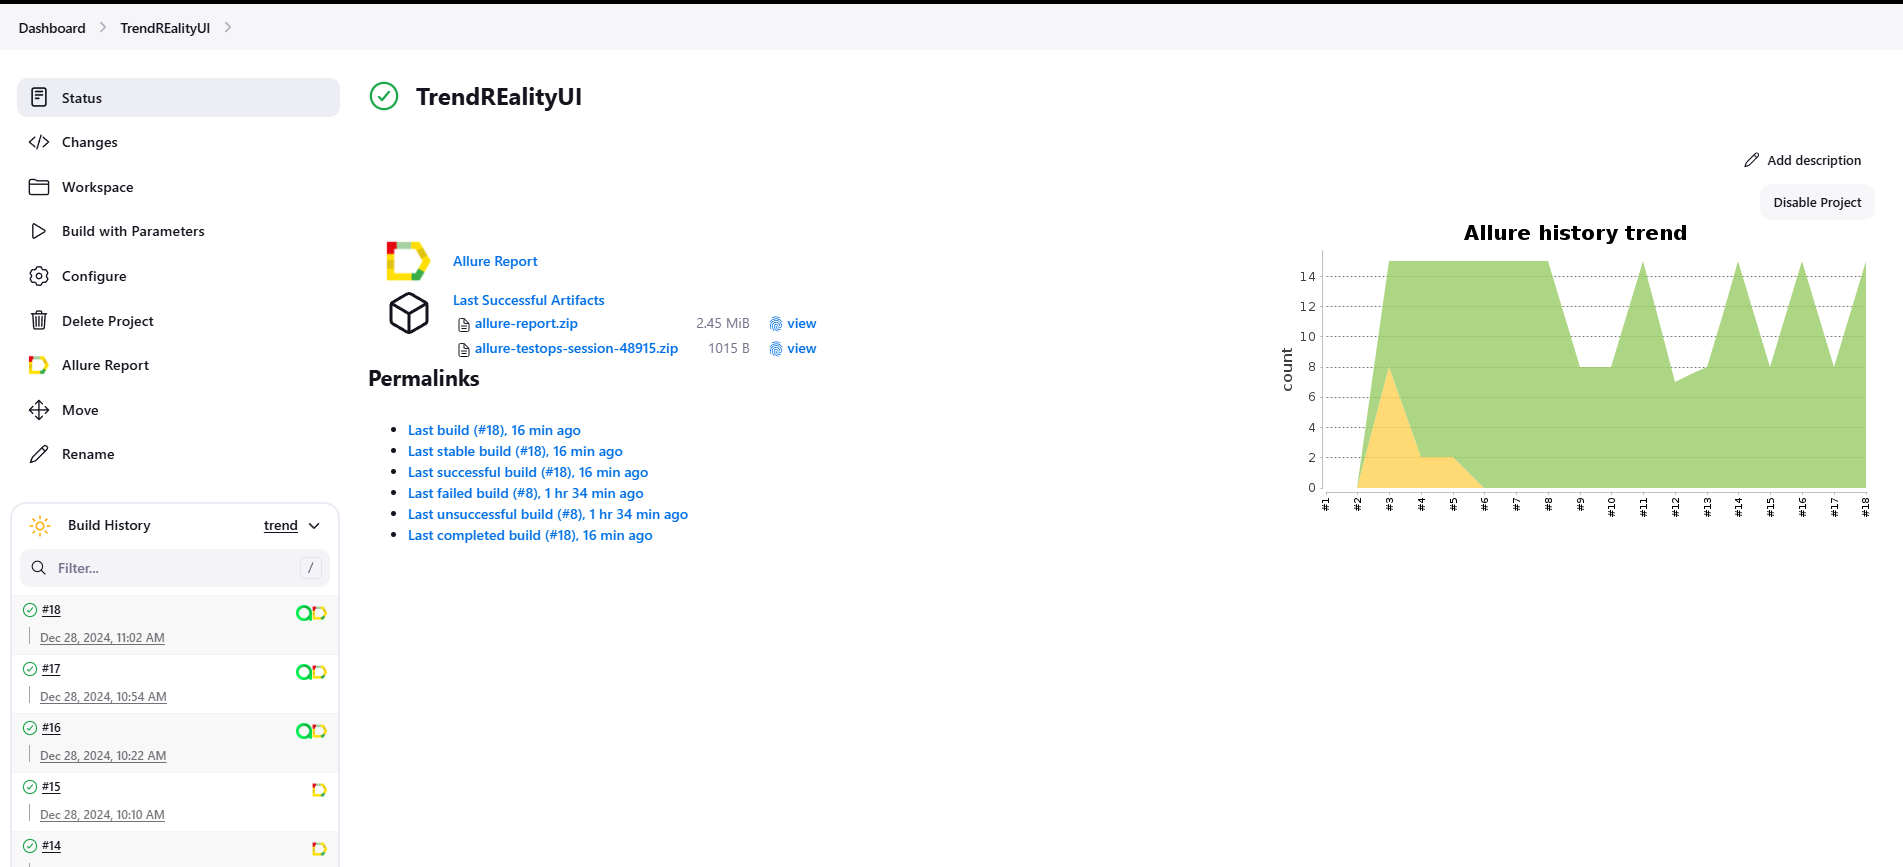 Dashboard
TrendREalityUI
Status
Changes
Workspace
Build with Parameters
Configure
Delete Project
Allure Report
Move
Rename
Build History
trend
Filter...
/
#18
Dec 28, 2024, 11:02 AM
#17
Dec 28, 2024, 10:54 AM
#16
Dec 28, 2024, 10:22 AM
#15
Dec 28, 2024, 10:10 AM
#14
TrendREalityUI
Add description
Disable Project
Allure Report
Last Successful Artifacts
allure-report.zip 2.45 MiB view
allure-testops-session-48915.zip 1015 B view
Permalinks
Last build (#18), 16 min ago
Last stable build (#18), 16 min ago
Last successful build (#18), 16 min ago
Last failed build (#8), 1 hr 34 min ago
Last unsuccessful build (#8), 1 hr 34 min ago
Last completed build (#18), 16 min ago
Allure history trend
count
14
12
10
8
6
4
2
0
#1 #2 #3 #4 #5 #6 #7 #8 #9 #10 #11 #12 #13 #14 #15 #16 #17 #18